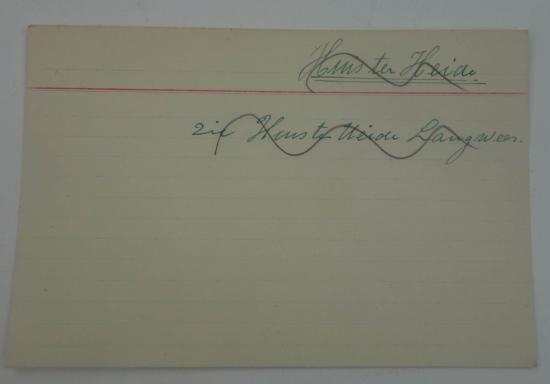 Huis ter Heide.
zie Huis ter Heide Langweer.